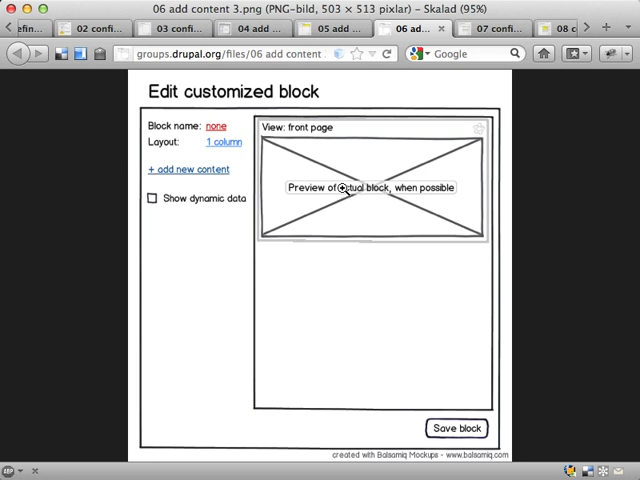 06 add content 3.png (PNG-bild, 503 × 513 pixlar) – Skalad (95%)
efin...
02 confi...
03 confi...
04 add ...
05 add ...
06 ad...
07 confi...
08 c
groups.drupal.org/files/06 add content
Google
Edit customized block
Block name: none
Layout: 1 column
+ add new content
Show dynamic data
View: front page
Preview of actual block, when possible
Save block
created with Balsamiq Mockups - www.balsamiq.com
ABP